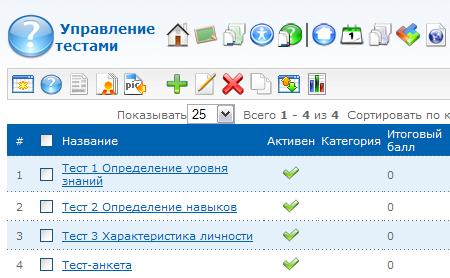 Управление
тестами
1
pic
Показывать 25 Всего 1 - 4 из 4 Сортировать по к
# Название Активен Категория Итоговый балл
1 Тест 1 Определение уровня знаний 0
2 Тест 2 Определение навыков 0
3 Тест 3 Характеристика личности 0
4 Тест-анкета 0